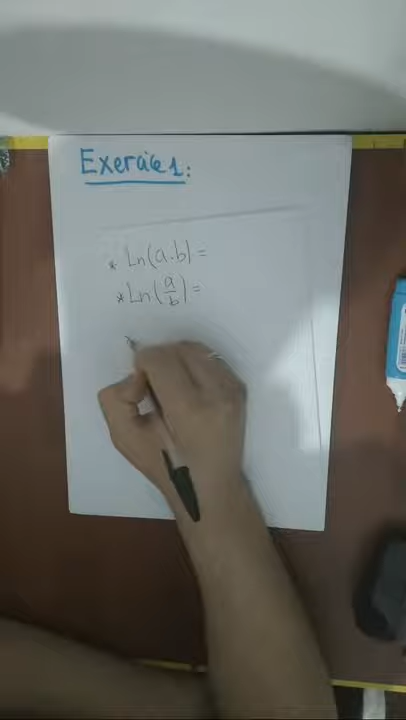 Exercice 1:
* Ln(a.b) =
* Ln(a/b) =
*